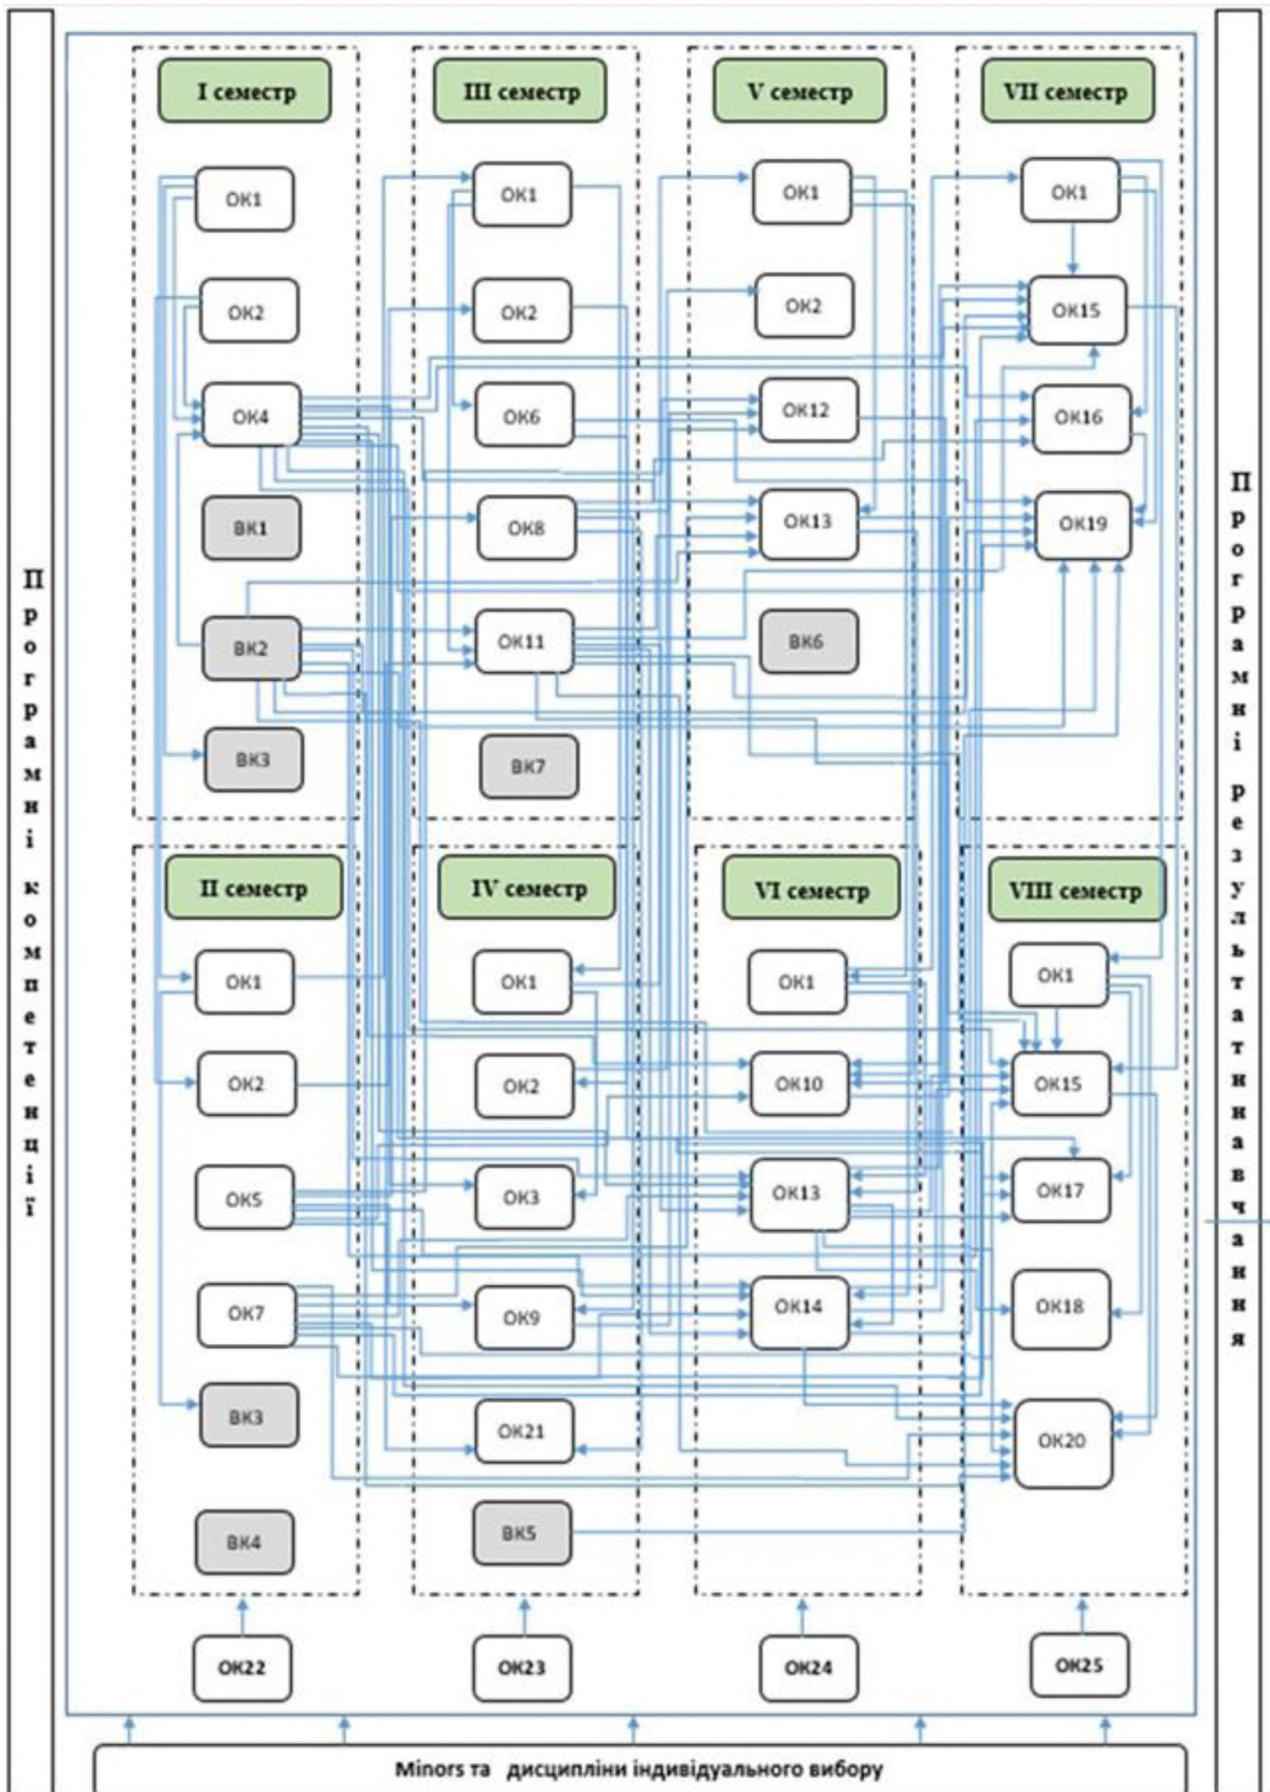 Програмні компетенції
I семестр
ОК1
ОК2
ОК4
ВК1
ВК2
ВК3
III семестр
ОК1
ОК2
ОК6
ОК8
ОК11
ВК7
V семестр
ОК1
ОК2
ОК12
ОК13
ВК6
VII семестр
ОК1
ОК15
ОК16
ОК19
II семестр
ОК1
ОК2
ОК5
ОК7
ВК3
ВК4
IV семестр
ОК1
ОК2
ОК3
ОК9
ОК21
ВК5
VI семестр
ОК1
ОК10
ОК13
ОК14
VIII семестр
ОК1
ОК15
ОК17
ОК18
ОК20
ОК22
ОК23
ОК24
ОК25
Minors та дисципліни індивідуального вибору
Програмні результатинавчання